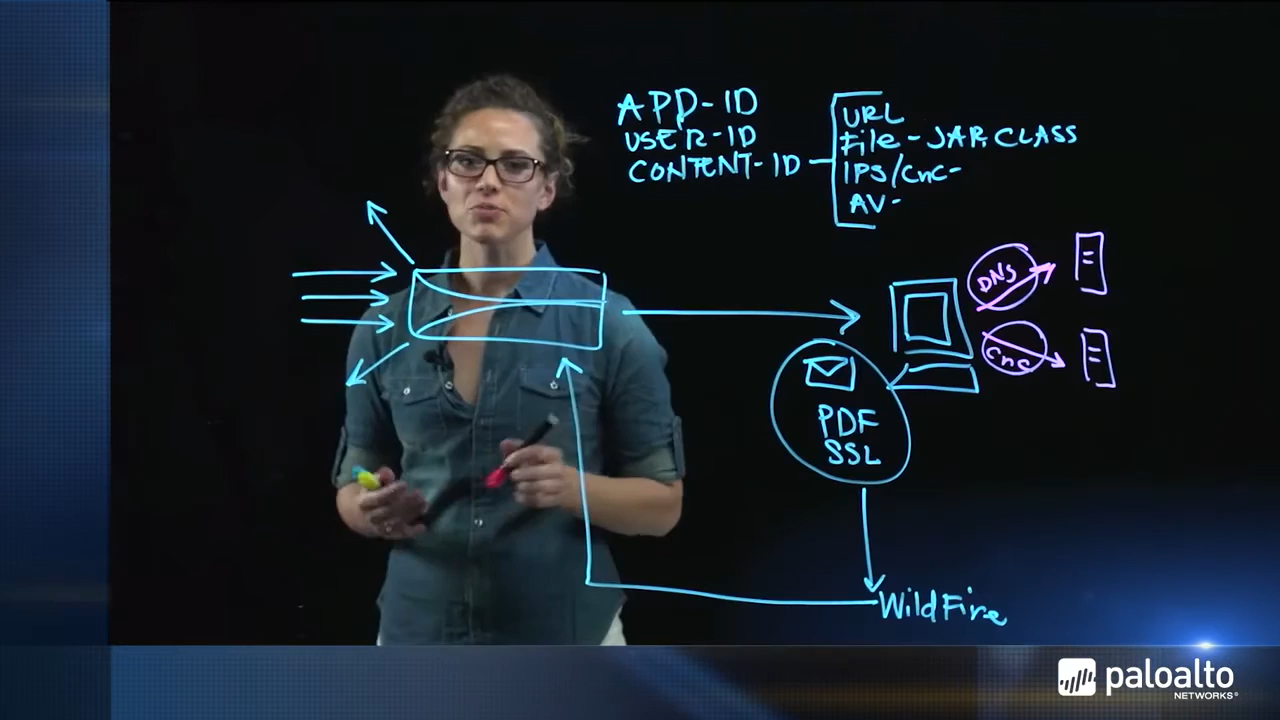 APP-ID
USER-ID
CONTENT-ID
URL
File - JAR. CLASS
IPS/CnC-
AV-
DNS
CnC
PDF
SSL
WildFire
paloalto
NETWORKS®